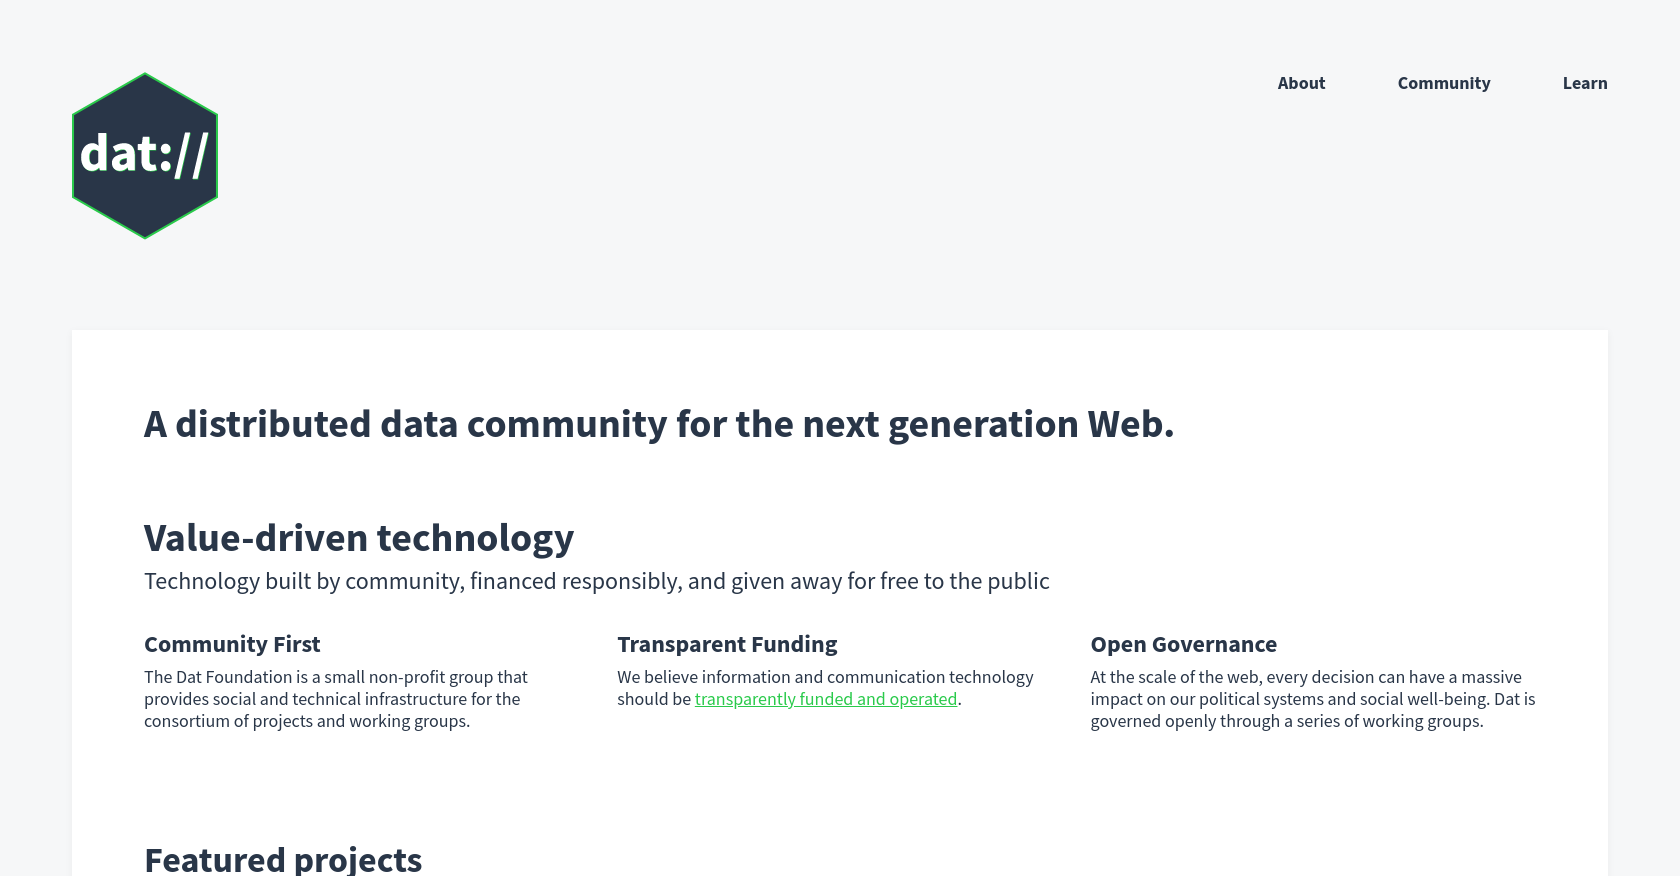 dat://
About
Community
Learn
A distributed data community for the next generation Web.
Value-driven technology
Technology built by community, financed responsibly, and given away for free to the public
Community First
The Dat Foundation is a small non-profit group that
provides social and technical infrastructure for the
consortium of projects and working groups.
Transparent Funding
We believe information and communication technology
should be transparently funded and operated.
Open Governance
At the scale of the web, every decision can have a massive
impact on our political systems and social well-being. Dat is
governed openly through a series of working groups.
Featured projects